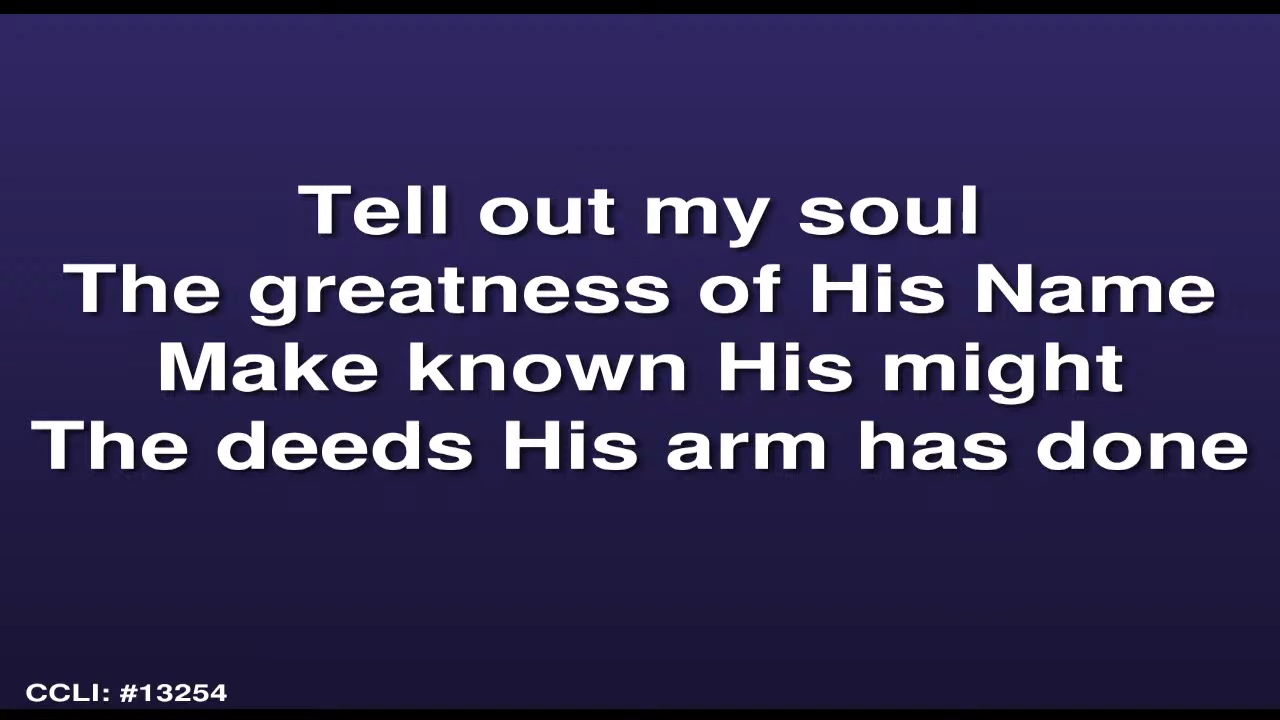 Tell out my soul
The greatness of His Name
Make known His might
The deeds His arm has done
CCLI: #13254